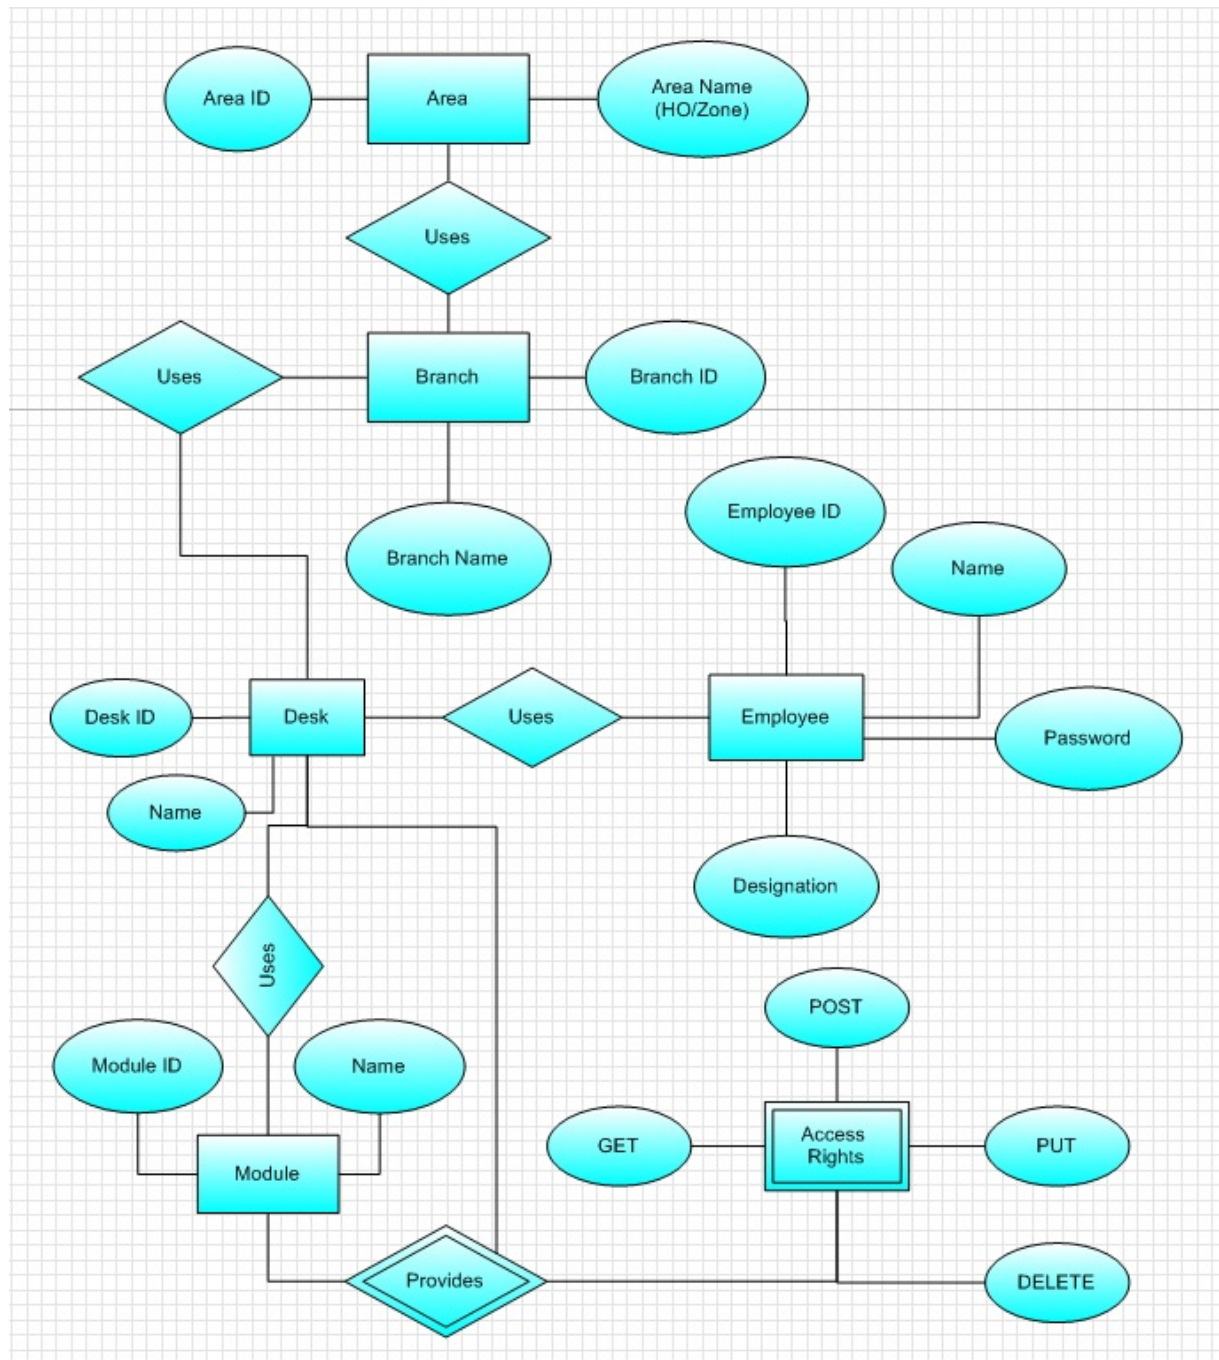 Area ID
Area
Area Name
(HO/Zone)
Uses
Uses
Branch
Branch ID
Employee ID
Branch Name
Name
Desk ID
Desk
Uses
Employee
Password
Name
Designation
Uses
POST
Module ID
Name
Access
Rights
GET
PUT
Module
Provides
DELETE